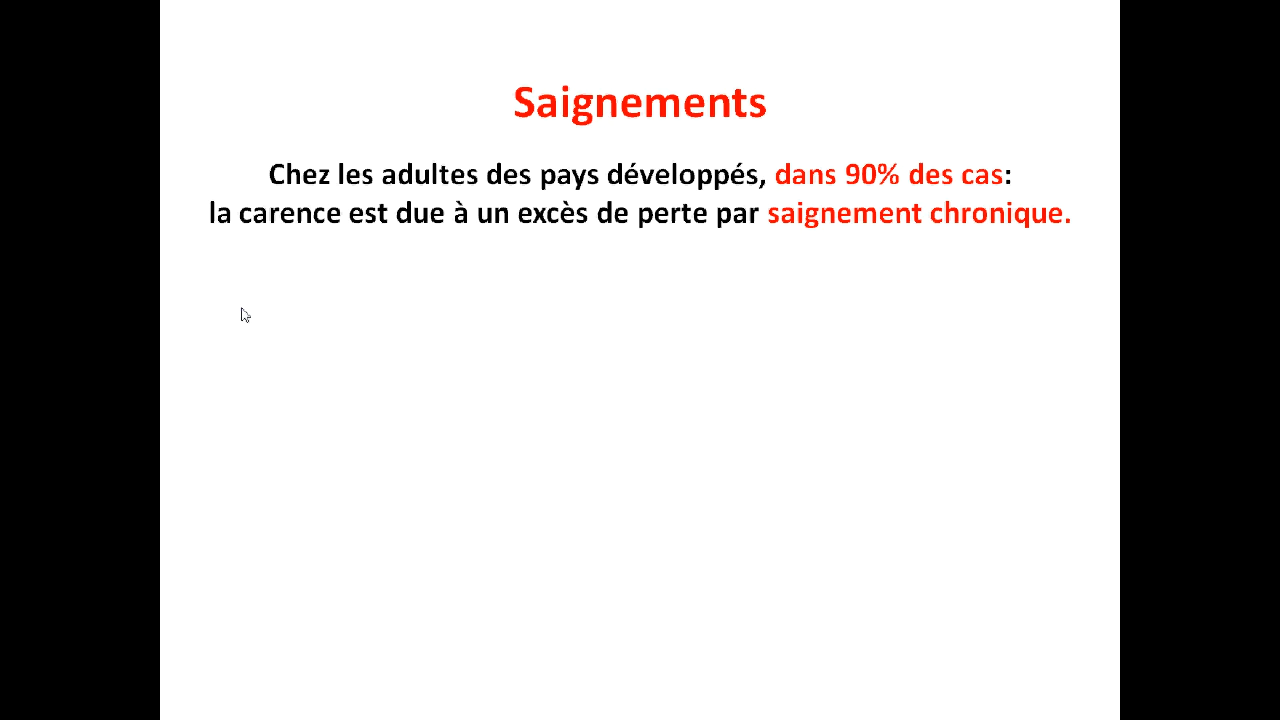 Saignements
Chez les adultes des pays développés, dans 90% des cas:
la carence est due à un excès de perte par saignement chronique.